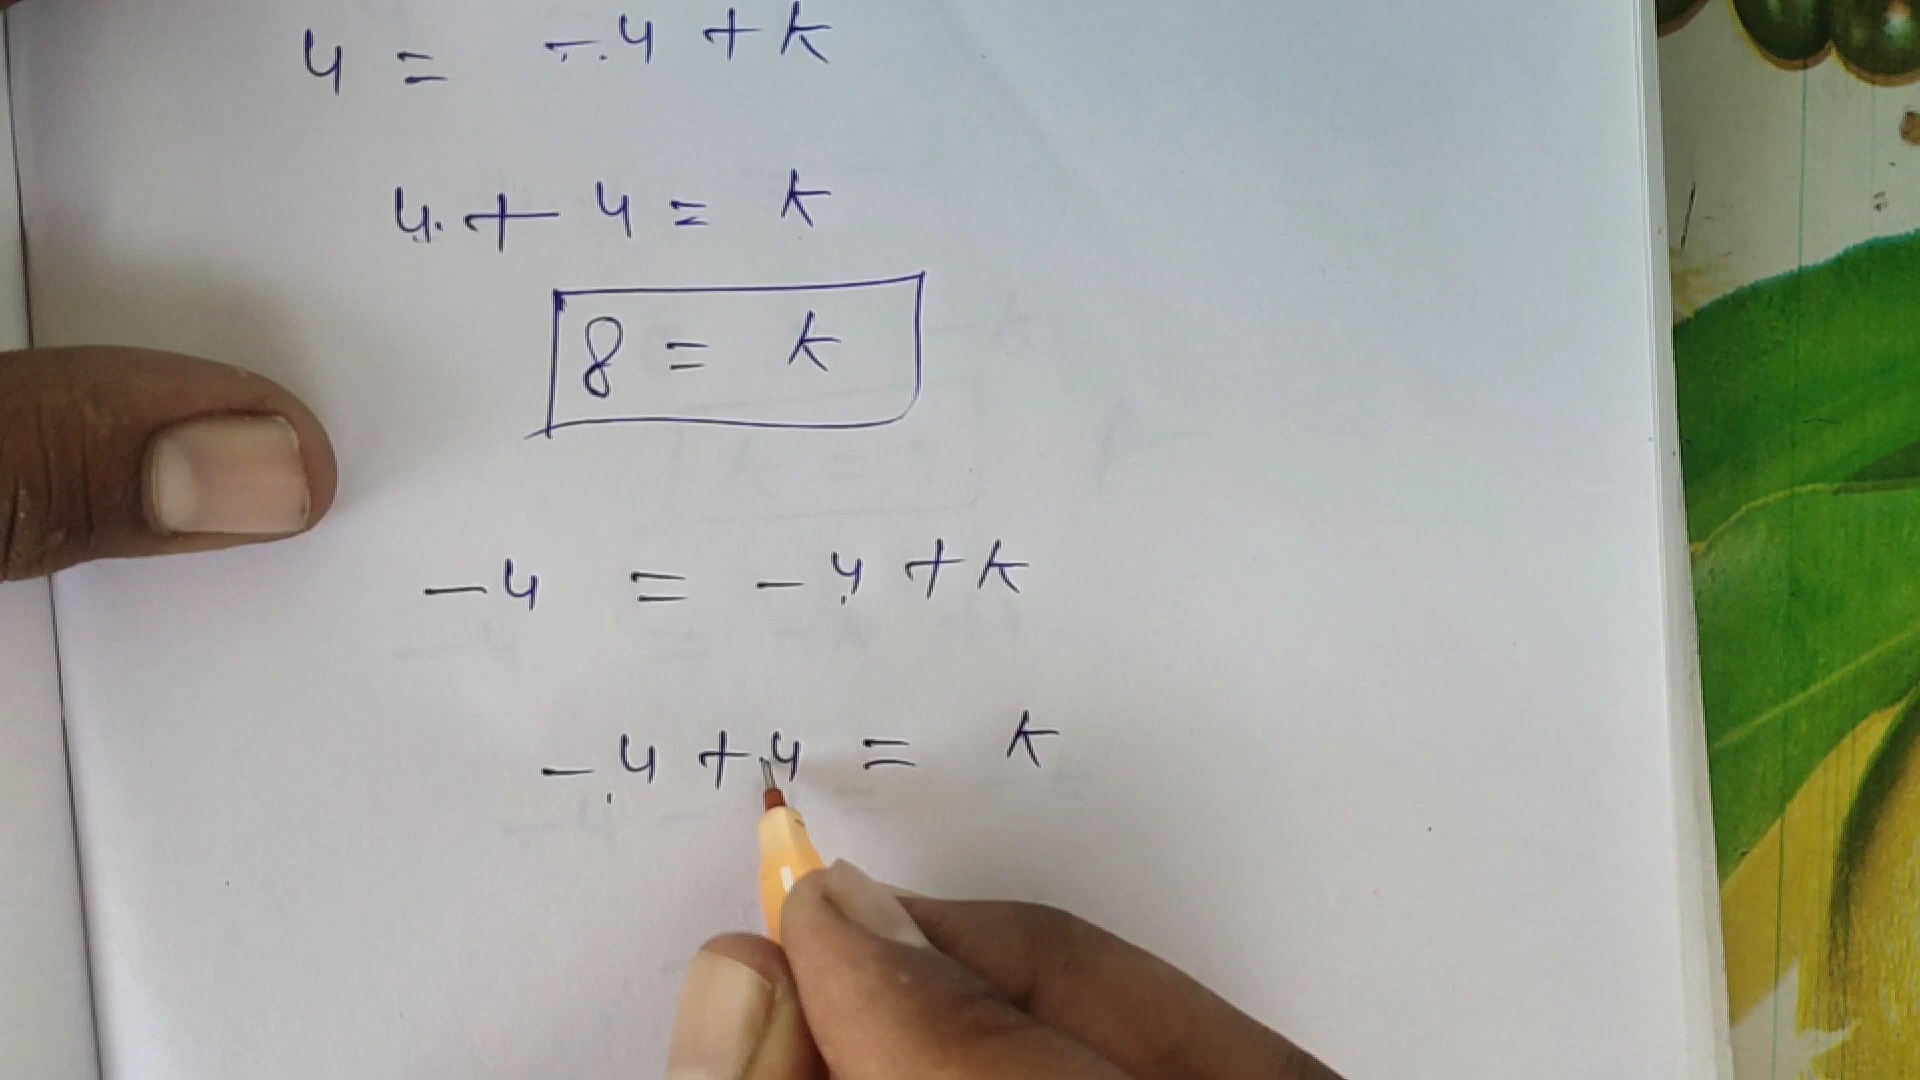 4 = -4 + k
4 + 4 = k
8 = k
-4 = -4 + k
-4 + 4 = k